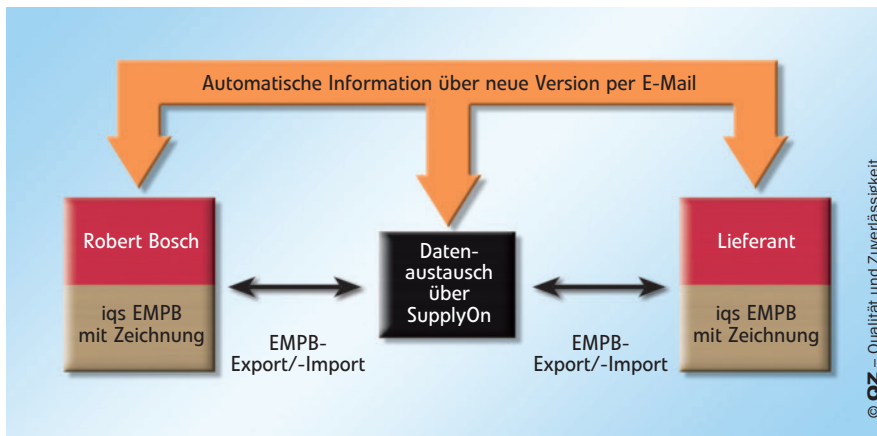 Automatische Information über neue Version per E-Mail
Robert Bosch
iqs EMPB
mit Zeichnung
EMPB-
Export/-Import
Daten-
austausch
über
SupplyOn
EMPB-
Export/-Import
Lieferant
iqs EMPB
mit Zeichnung
© QZ – Qualität und Zuverlässigkeit